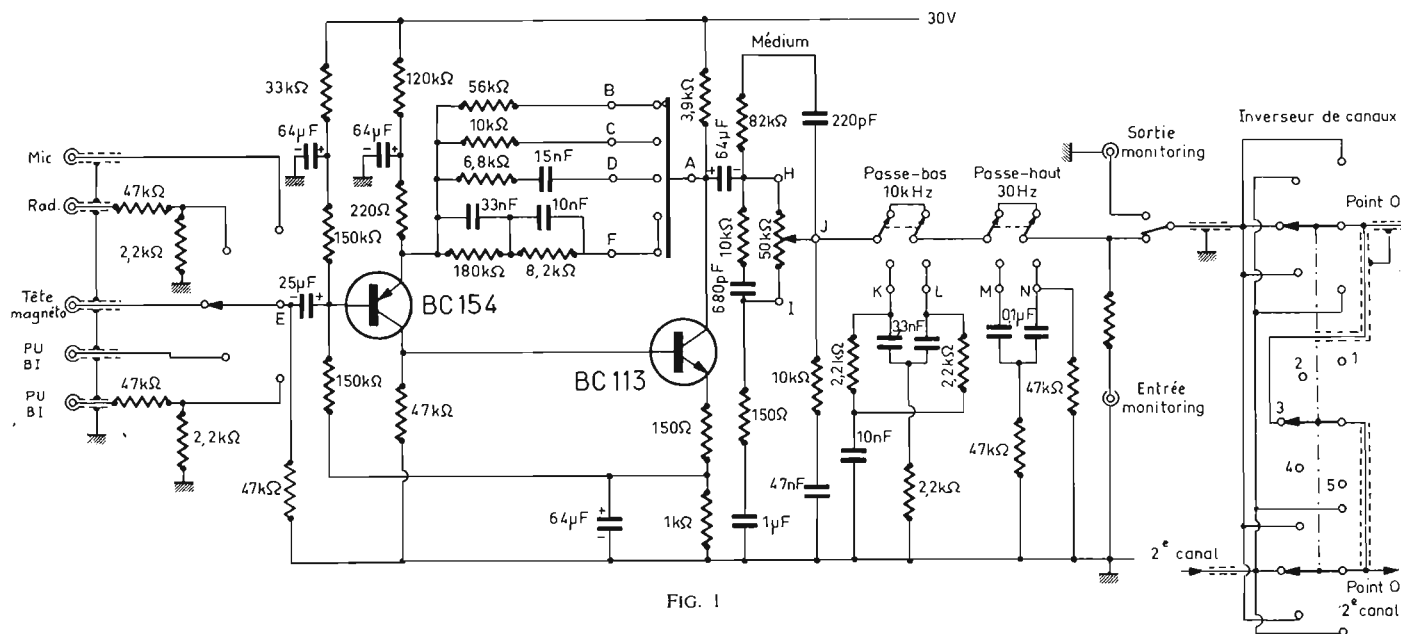 30V
Médium
33kΩ
120kΩ
56kΩ
B
3,9kΩ
82kΩ
220pF
Inverseur de canaux
64µF
64µF
10kΩ
C
64µF
Sortie
monitoring
Mic
6,8kΩ
15nF
D
A
H
Passe-bas
10kHz
Passe-haut
30Hz
47kΩ
Rad.
220Ω
33nF
10nF
Point O
150kΩ
10kΩ
50kΩ
J
2,2kΩ
180kΩ
8,2kΩ
F
25µF
680pF
Tête
magnéto
E
BC154
I
K
L
M
N
33nF
01µF
PU
BI
BC113
2,2kΩ
2,2kΩ
47kΩ
1
2
PU
BI
47kΩ
150kΩ
10kΩ
Entrée
monitoring
3
47kΩ
150Ω
150Ω
2,2kΩ
10nF
47kΩ
4
5
47kΩ
47nF
2,2kΩ
64µF
1kΩ
1µF
2e canal
Point O
2e canal
FIG. 1